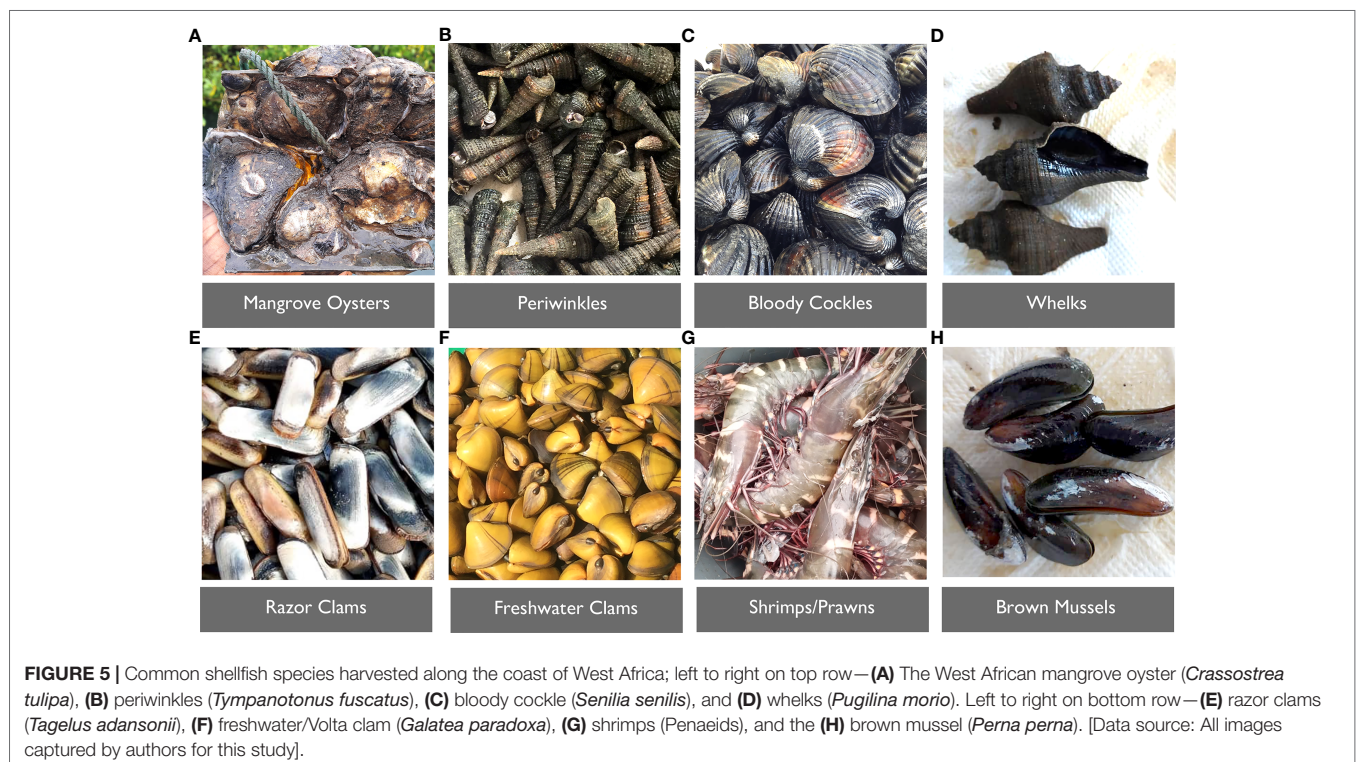 A
B
C
D
Mangrove Oysters
Periwinkles
Bloody Cockles
Whelks
E
F
G
H
Razor Clams
Freshwater Clams
Shrimps/Prawns
Brown Mussels
FIGURE 5 | Common shellfish species harvested along the coast of West Africa; left to right on top row—(A) The West African mangrove oyster (Crassostrea
tulipa), (B) periwinkles (Tympanotonus fuscatus), (C) bloody cockle (Senilia senilis), and (D) whelks (Pugilina morio). Left to right on bottom row—(E) razor clams
(Tagelus adansonii), (F) freshwater/Volta clam (Galatea paradoxa), (G) shrimps (Penaeids), and the (H) brown mussel (Perna perna). [Data source: All images
captured by authors for this study].